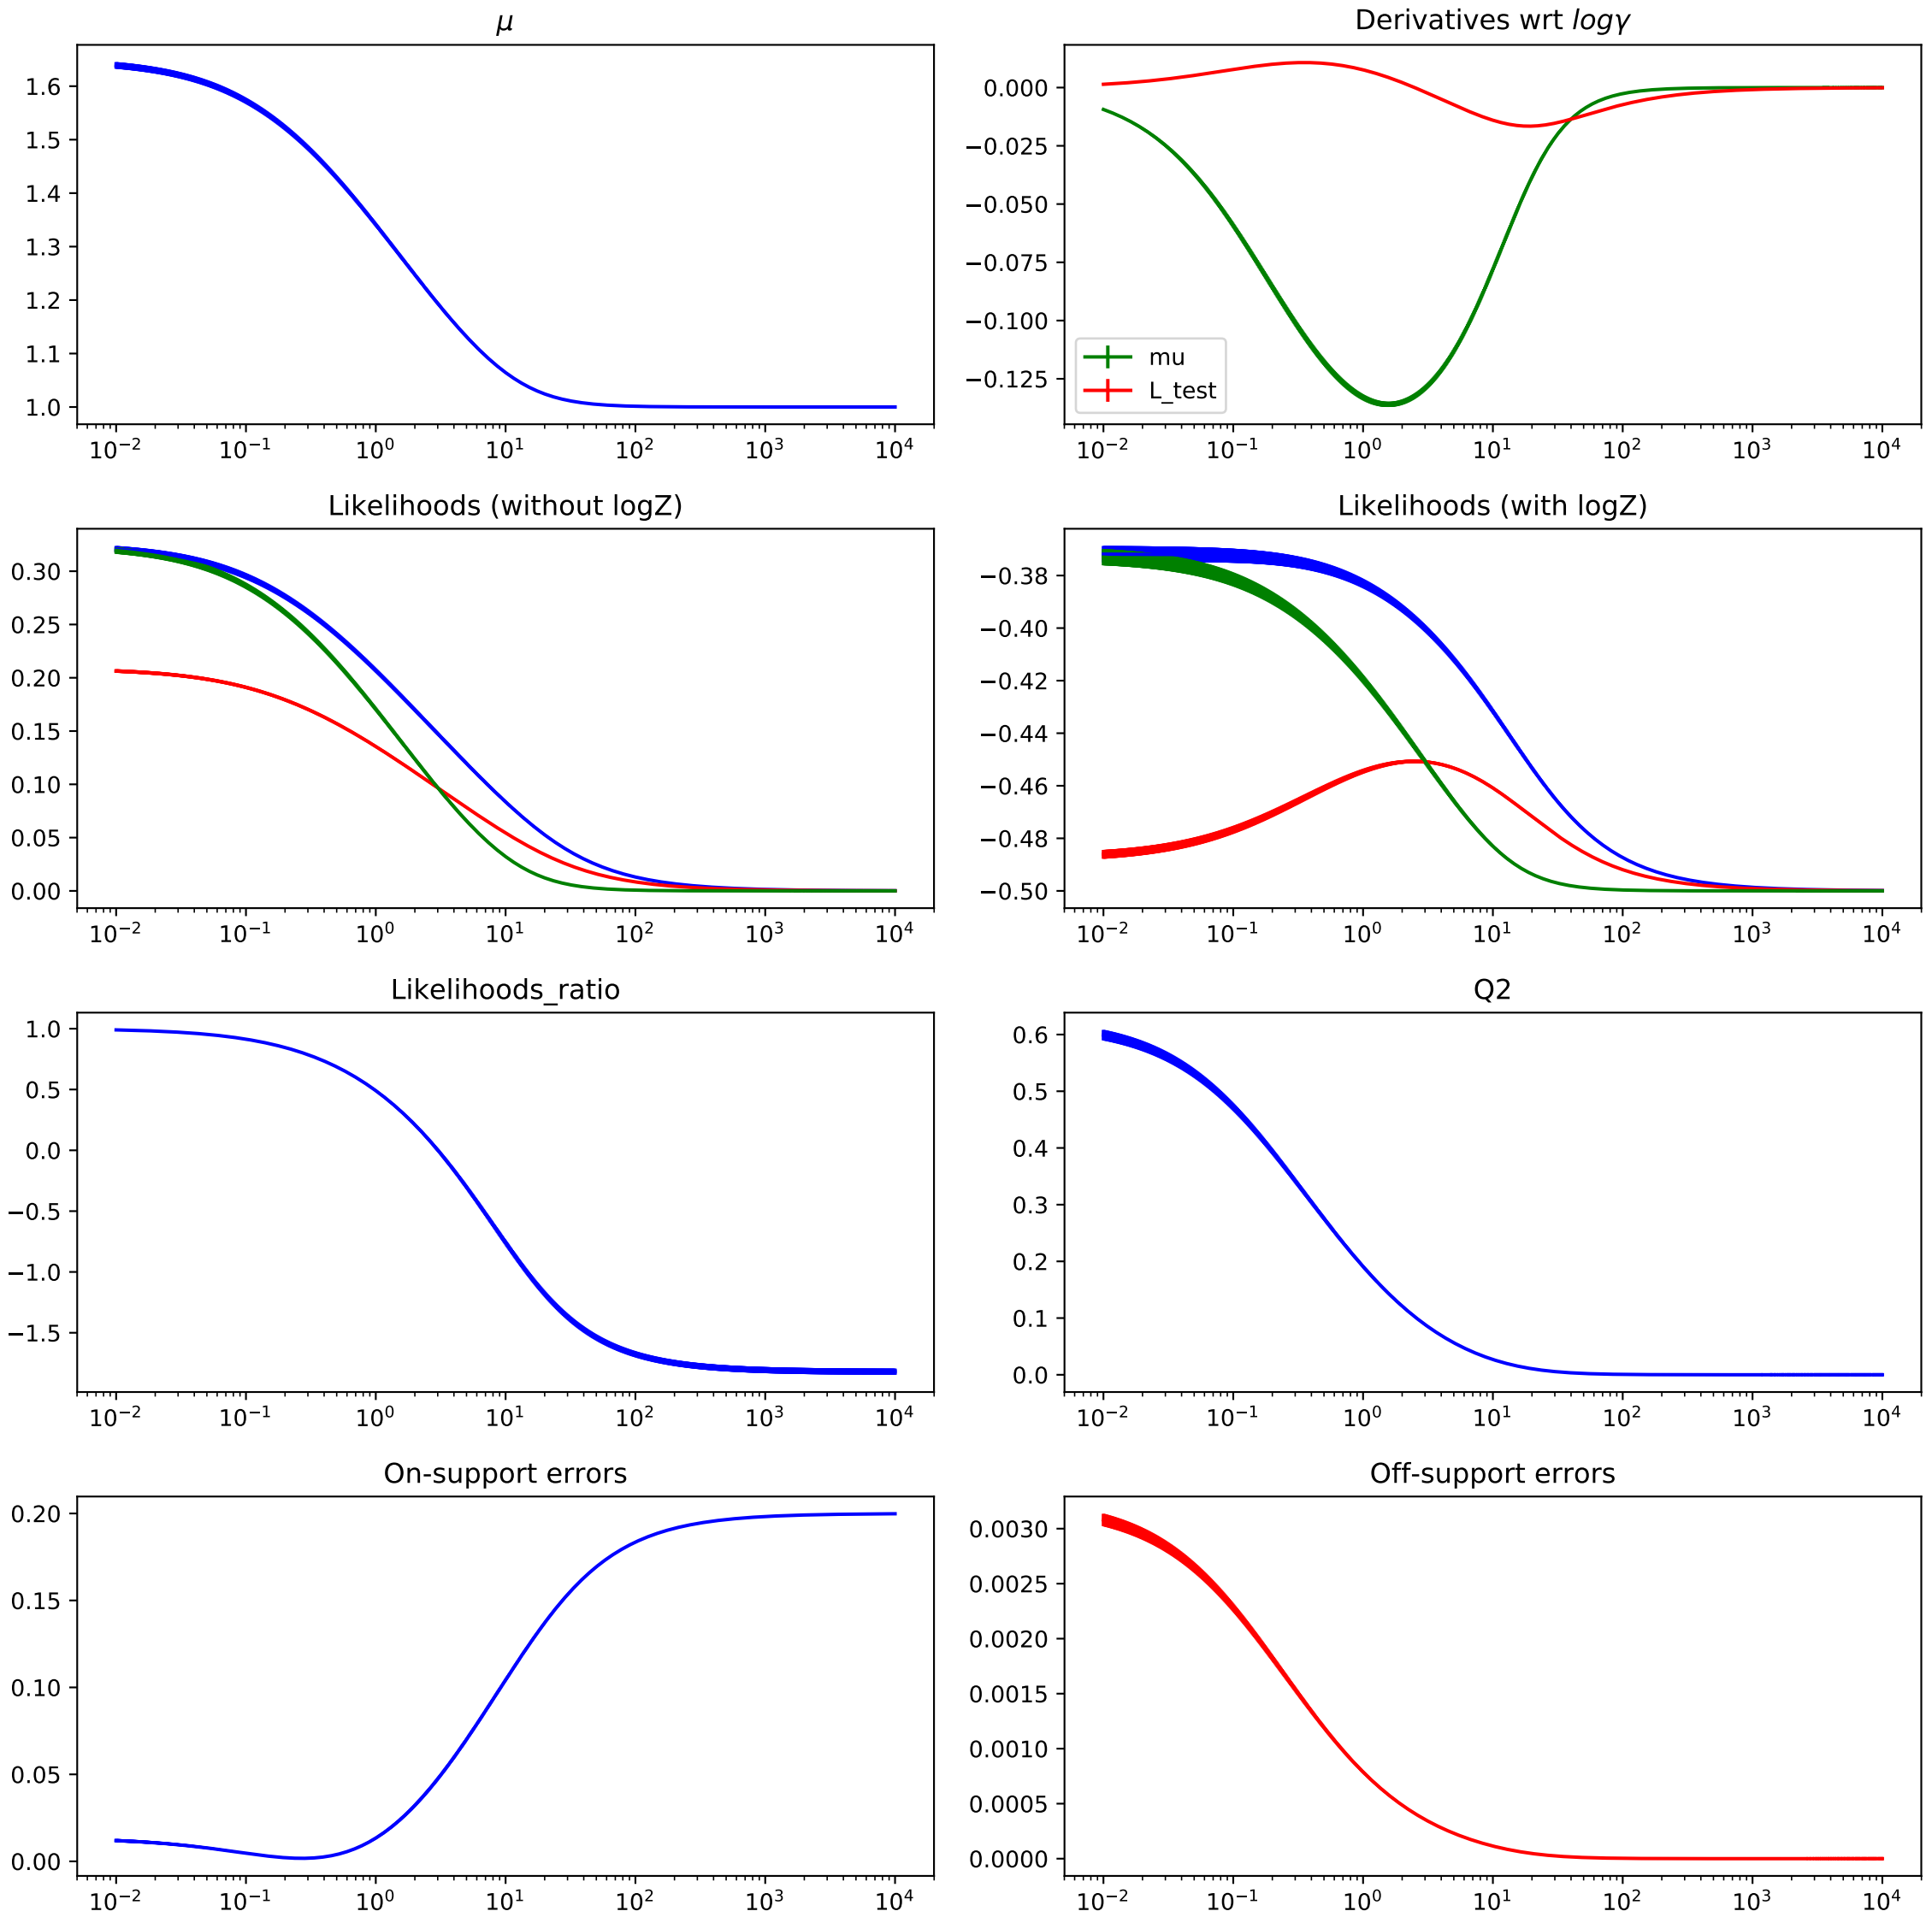 μ
1.6
1.5
1.4
1.3
1.2
1.1
1.0
10⁻² 10⁻¹ 10⁰ 10¹ 10² 10³ 10⁴
Derivatives wrt logγ
0.000
−0.025
−0.050
−0.075
−0.100
−0.125
mu
L_test
10⁻² 10⁻¹ 10⁰ 10¹ 10² 10³ 10⁴
Likelihoods (without logZ)
0.30
0.25
0.20
0.15
0.10
0.05
0.00
10⁻² 10⁻¹ 10⁰ 10¹ 10² 10³ 10⁴
Likelihoods (with logZ)
−0.38
−0.40
−0.42
−0.44
−0.46
−0.48
−0.50
10⁻² 10⁻¹ 10⁰ 10¹ 10² 10³ 10⁴
Likelihoods_ratio
1.0
0.5
0.0
−0.5
−1.0
−1.5
10⁻² 10⁻¹ 10⁰ 10¹ 10² 10³ 10⁴
Q2
0.6
0.5
0.4
0.3
0.2
0.1
0.0
10⁻² 10⁻¹ 10⁰ 10¹ 10² 10³ 10⁴
On-support errors
0.20
0.15
0.10
0.05
0.00
10⁻² 10⁻¹ 10⁰ 10¹ 10² 10³ 10⁴
Off-support errors
0.0030
0.0025
0.0020
0.0015
0.0010
0.0005
0.0000
10⁻² 10⁻¹ 10⁰ 10¹ 10² 10³ 10⁴